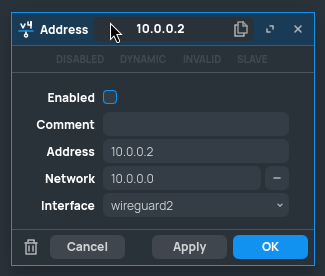 v4
6 Address 10.0.0.2
DISABLED DYNAMIC INVALID SLAVE
Enabled
Comment
Address 10.0.0.2
Network 10.0.0.0
Interface wireguard2
Cancel Apply OK